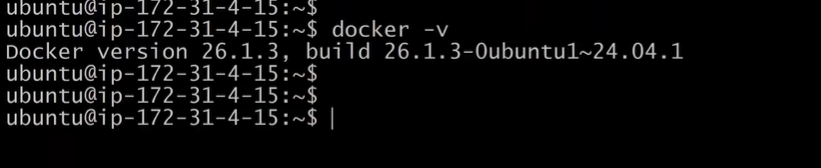 ubuntu@ip-172-31-4-15:~$
ubuntu@ip-172-31-4-15:~$ docker -v
Docker version 26.1.3, build 26.1.3-0ubuntu1~24.04.1
ubuntu@ip-172-31-4-15:~$
ubuntu@ip-172-31-4-15:~$
ubuntu@ip-172-31-4-15:~$